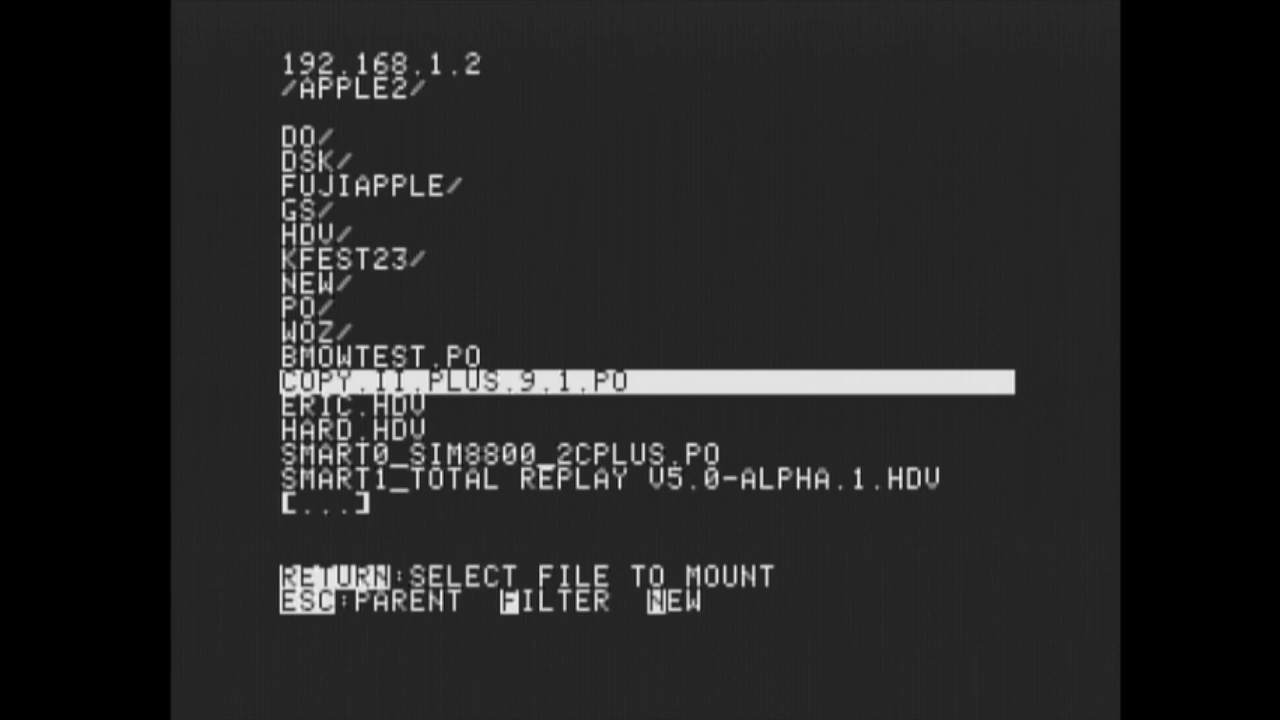 192.168.1.2
/APPLE2/
DO/
DSK/
FUJIAPPLE/
GS/
HDV/
KFEST23/
NEW/
PO/
WOZ/
BMOWTEST.PO
COPY.II.PLUS.9.1.PO
ERIC.HDV
HARD.HDV
SMART0_SIM8800_2CPLUS.PO
SMART1_TOTAL REPLAY V5.0-ALPHA.1.HDV
[...]
RETURN:SELECT FILE TO MOUNT
ESC:PARENT FILTER NEW